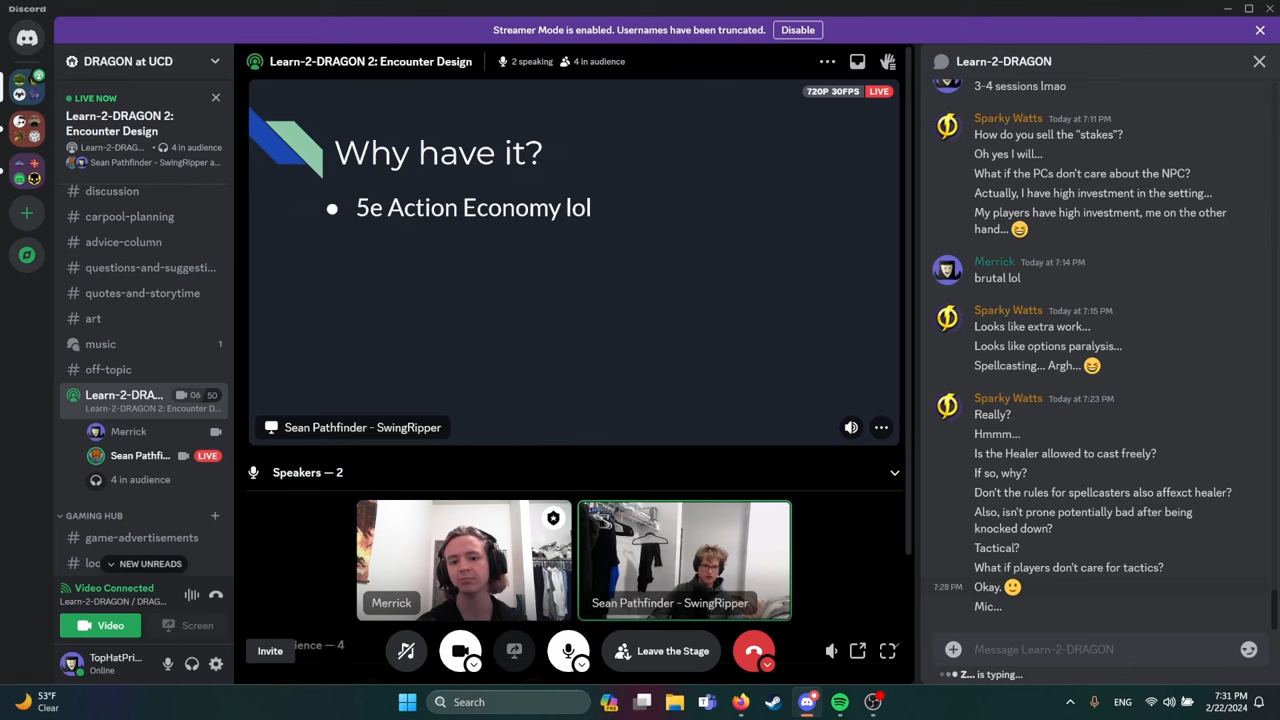 Discord
Streamer Mode is enabled. Usernames have been truncated.
Disable
DRAGON at UCD
LIVE NOW
Learn-2-DRAGON 2:
Encounter Design
Learn-2-DRAG...
4 in audience
Sean Pathfinder - SwingRipper a
discussion
carpool-planning
advice-column
questions-and-suggesti...
quotes-and-storytime
art
music
1
off-topic
Learn-2-DRA...
06
50
Learn-2-DRAGON 2: Encounter D...
Merrick
Sean Pathfi...
LIVE
4 in audience
GAMING HUB
game-advertisements
loc
NEW UNREADS
Video Connected
Learn-2-DRAGON / DRAG...
Video
Screen
TopHatPri...
Online
Learn-2-DRAGON 2: Encounter Design
2 speaking
4 in audience
720P 30FPS
LIVE
Why have it?
• 5e Action Economy lol
Sean Pathfinder - SwingRipper
Speakers — 2
Merrick
Sean Pathfinder - SwingRipper
Invite
ience — 4
Leave the Stage
Learn-2-DRAGON
3-4 sessions lmao
Sparky Watts Today at 7:11 PM
How do you sell the "stakes"?
Oh yes I will...
What if the PCs don't care about the NPC?
Actually, I have high investment in the setting...
My players have high investment, me on the other
hand...
Merrick Today at 7:14 PM
brutal lol
Sparky Watts Today at 7:15 PM
Looks like extra work...
Looks like options paralysis...
Spellcasting... Argh...
Sparky Watts Today at 7:23 PM
Really?
Hmmm...
Is the Healer allowed to cast freely?
If so, why?
Don't the rules for spellcasters also affexct healer?
Also, isn't prone potentially bad after being
knocked down?
Tactical?
What if players don't care for tactics?
7:28 PM
Okay.
Mic...
Message Learn-2-DRAGON
Z... is typing...
53°F
Clear
Search
PRE
ENG
7:31 PM
2/22/2024